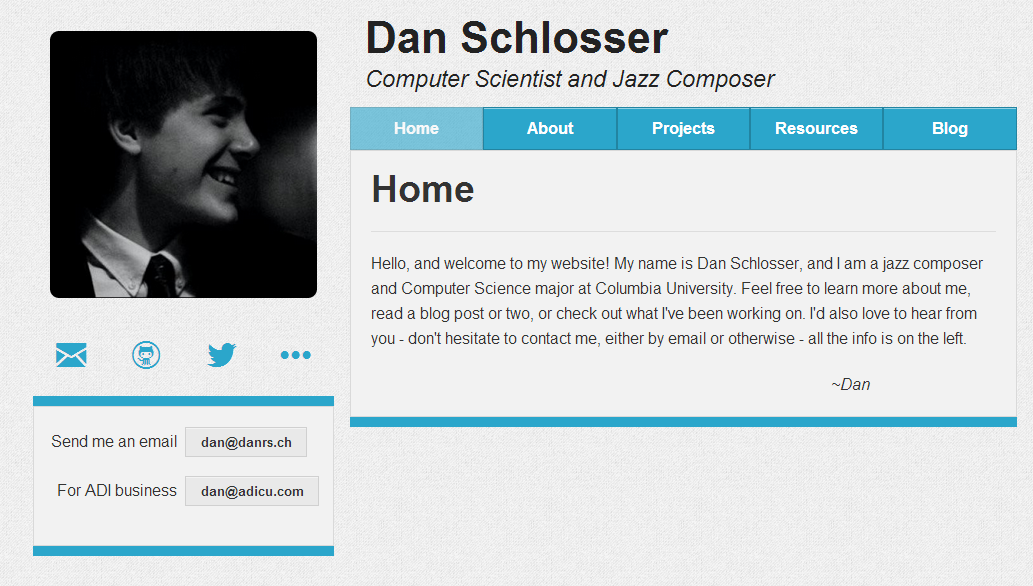 Dan Schlosser
Computer Scientist and Jazz Composer
Home About Projects Resources Blog
Home
Hello, and welcome to my website! My name is Dan Schlosser, and I am a jazz composer
and Computer Science major at Columbia University. Feel free to learn more about me,
read a blog post or two, or check out what I've been working on. I'd also love to hear from
you - don't hesitate to contact me, either by email or otherwise - all the info is on the left.
~Dan
Send me an email dan@danrs.ch
For ADI business dan@adicu.com